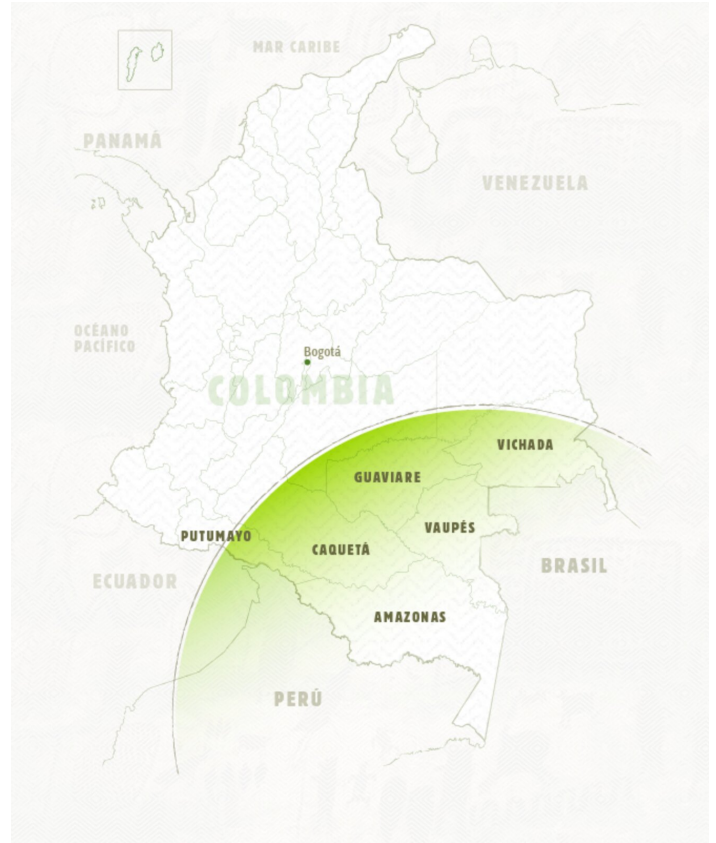 MAR CARIBE
PANAMÁ
VENEZUELA
OCÉANO
PACÍFICO
Bogotá
COLOMBIA
VICHADA
GUAVIARE
VAUPÉS
PUTUMAYO
CAQUETÁ
BRASIL
ECUADOR
AMAZONAS
PERÚ